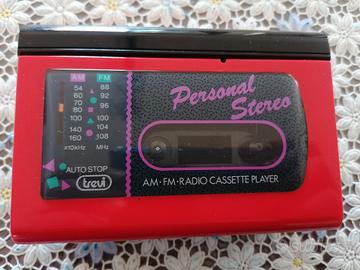 AM FM
54 88
60 92
70 96
80
100 100
140 104
160 108
x10kHz MHz
AUTO STOP
trevi
Personal
Stereo
AM·FM·RADIO CASSETTE PLAYER